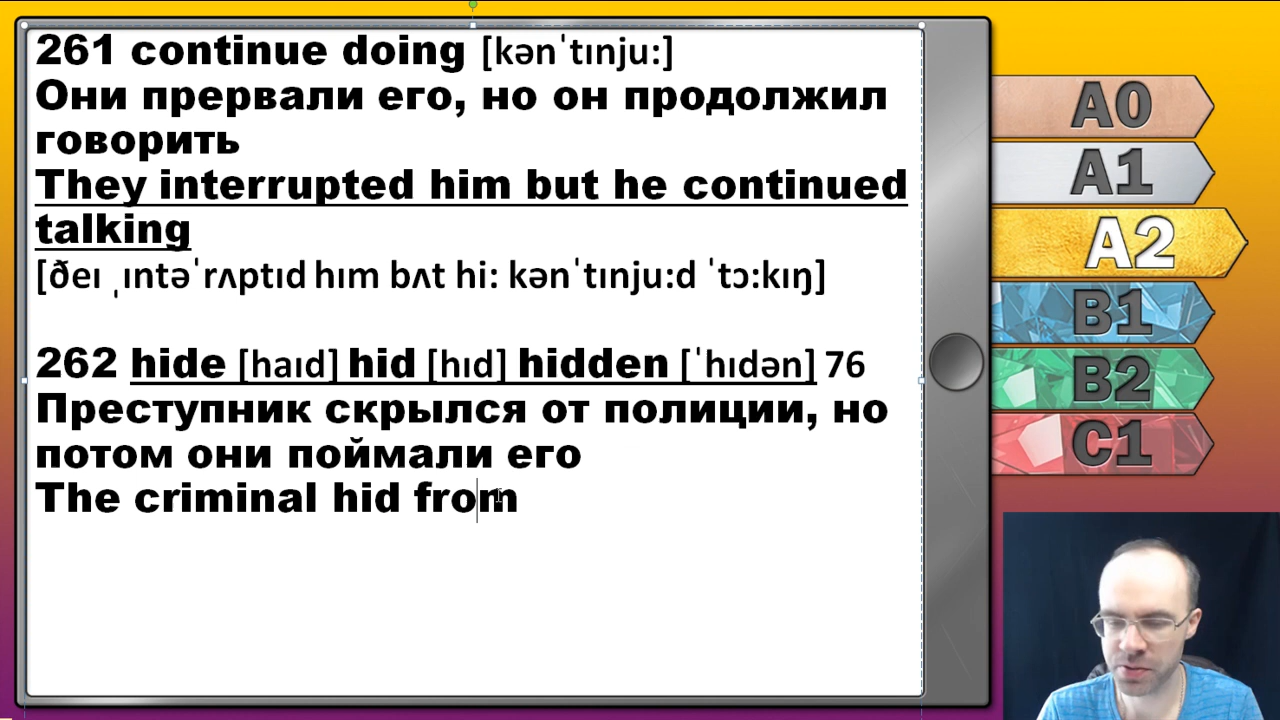 261 continue doing [kənˈtɪnju:]
Они прервали его, но он продолжил
говорить
They interrupted him but he continued
talking
[ðeɪ ˌɪntəˈrʌptɪd hɪm bʌt hi: kənˈtɪnju:d ˈtɔ:kɪŋ]
262 hide [haɪd] hid [hɪd] hidden [ˈhɪdən] 76
Преступник скрылся от полиции, но
потом они поймали его
The criminal hid from
A0
A1
A2
B1
B2
C1